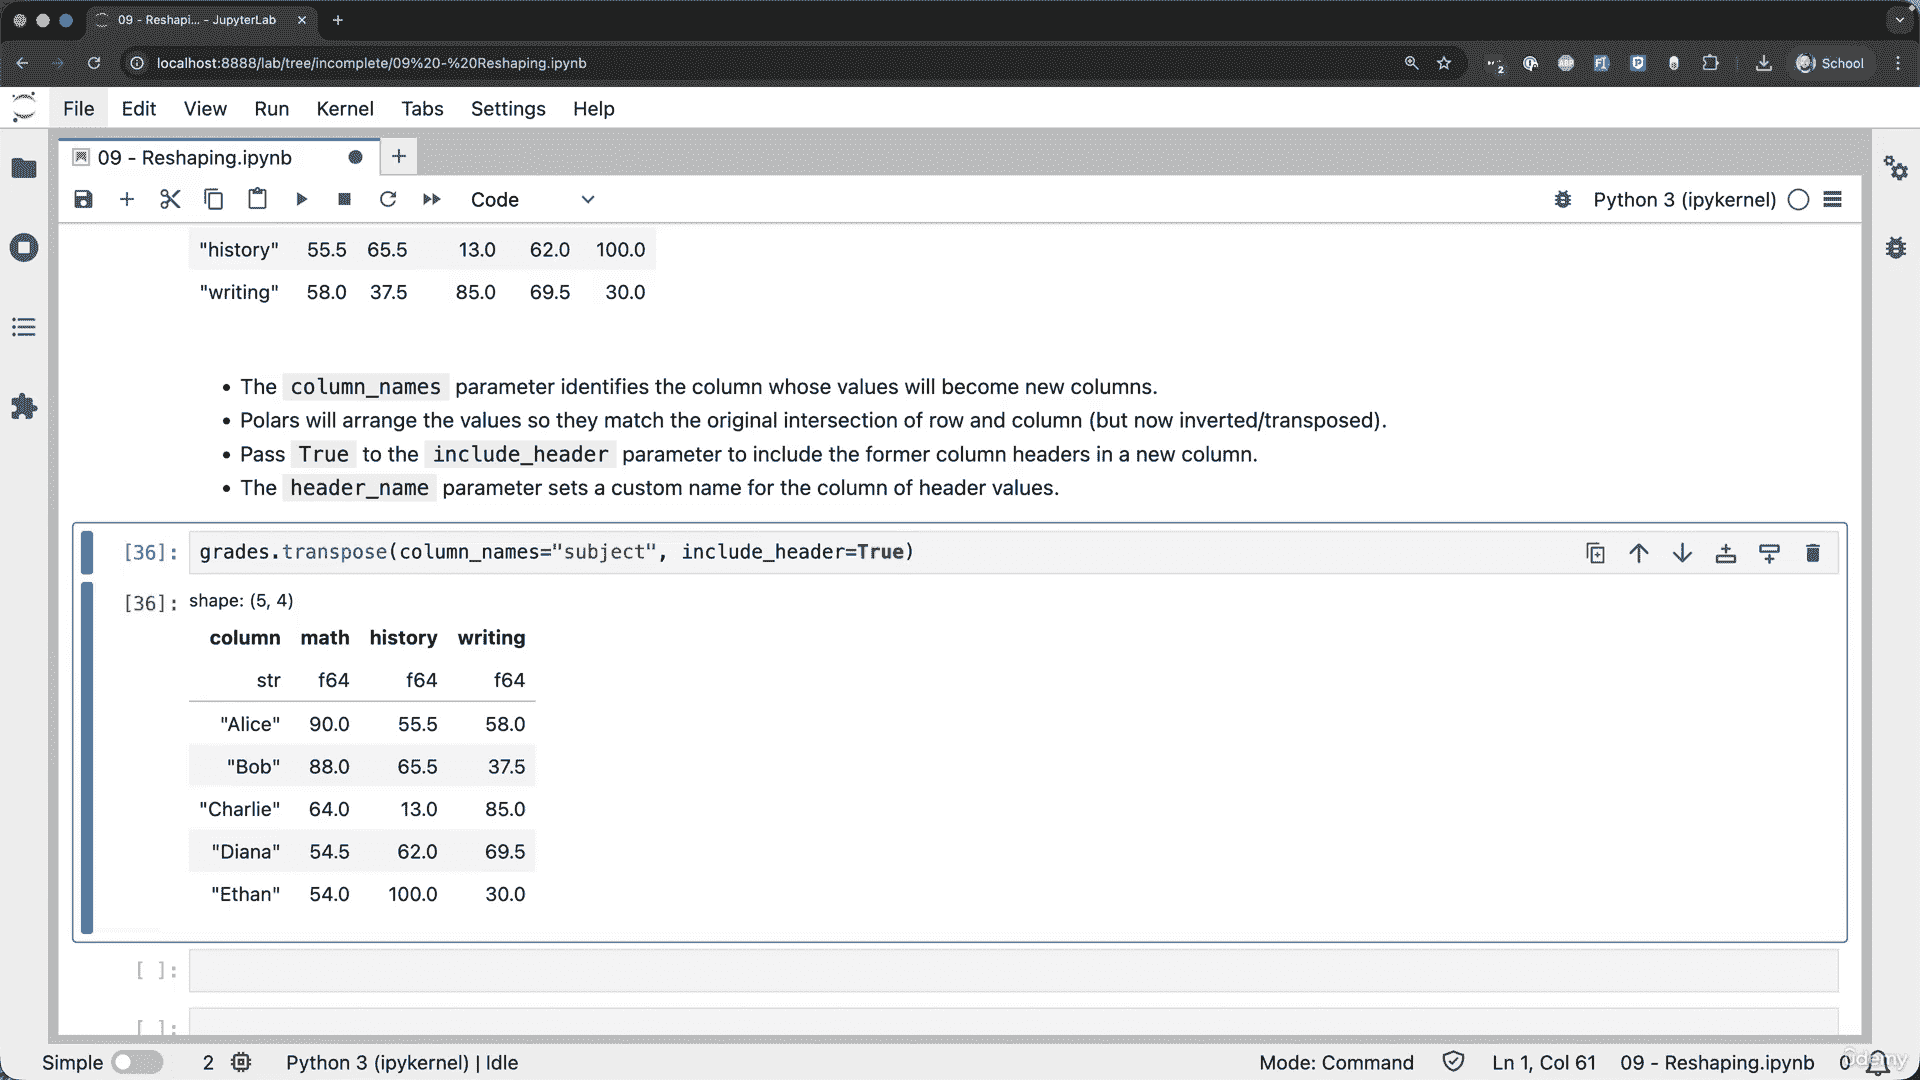 09 - Reshapi... - JupyterLab
localhost:8888/lab/tree/incomplete/09%20-%20Reshaping.ipynb
2
ABP
School
File Edit View Run Kernel Tabs Settings Help
09 - Reshaping.ipynb
Code
Python 3 (ipykernel)
"history" 55.5 65.5 13.0 62.0 100.0
"writing" 58.0 37.5 85.0 69.5 30.0
• The column_names parameter identifies the column whose values will become new columns.
• Polars will arrange the values so they match the original intersection of row and column (but now inverted/transposed).
• Pass True to the include_header parameter to include the former column headers in a new column.
• The header_name parameter sets a custom name for the column of header values.
[36]: grades.transpose(column_names="subject", include_header=True)
[36]: shape: (5, 4)
column math history writing
str f64 f64 f64
"Alice" 90.0 55.5 58.0
"Bob" 88.0 65.5 37.5
"Charlie" 64.0 13.0 85.0
"Diana" 54.5 62.0 69.5
"Ethan" 54.0 100.0 30.0
[ ]:
[ ]:
Simple 2 Python 3 (ipykernel) | Idle Mode: Command Ln 1, Col 61 09 - Reshaping.ipynb 0
udemy